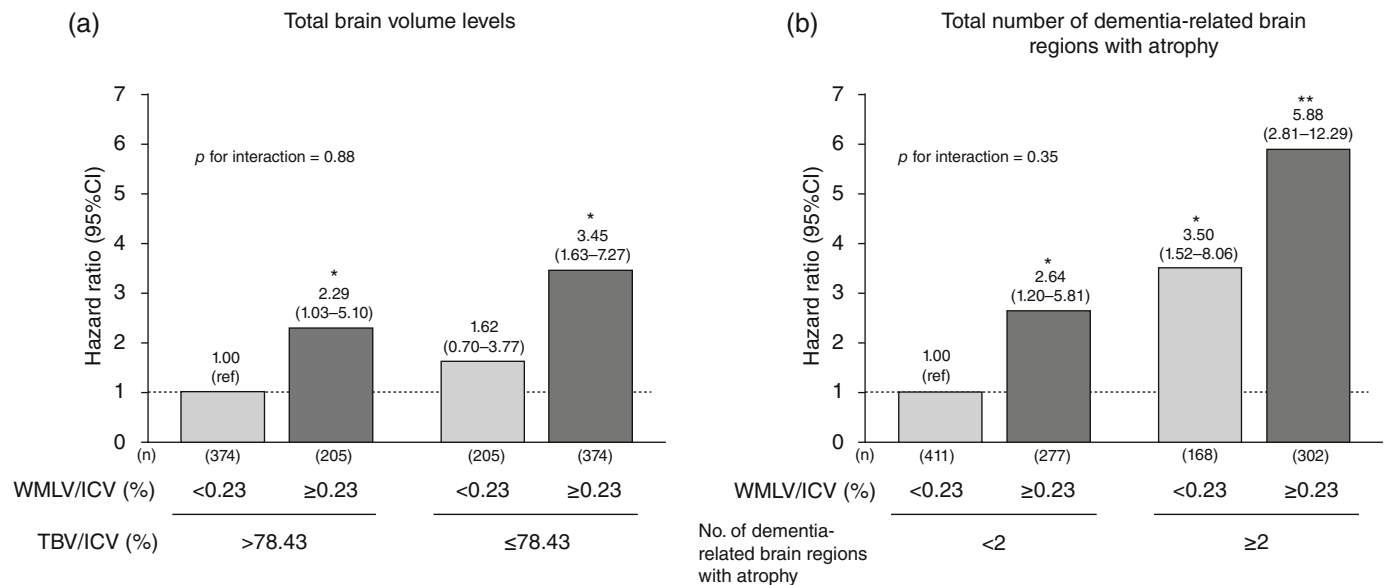 (a)
Total brain volume levels
Hazard ratio (95%CI)
7
6
5
4
3
2
1
0
p for interaction = 0.88
1.00
(ref)
*
2.29
(1.03–5.10)
1.62
(0.70–3.77)
*
3.45
(1.63–7.27)
(n) (374) (205) (205) (374)
WMLV/ICV (%) <0.23 ≥0.23 <0.23 ≥0.23
TBV/ICV (%) >78.43 ≤78.43
(b)
Total number of dementia-related brain
regions with atrophy
Hazard ratio (95%CI)
7
6
5
4
3
2
1
0
p for interaction = 0.35
1.00
(ref)
*
2.64
(1.20–5.81)
*
3.50
(1.52–8.06)
**
5.88
(2.81–12.29)
(n) (411) (277) (168) (302)
WMLV/ICV (%) <0.23 ≥0.23 <0.23 ≥0.23
No. of dementia-
related brain regions
with atrophy
<2 ≥2